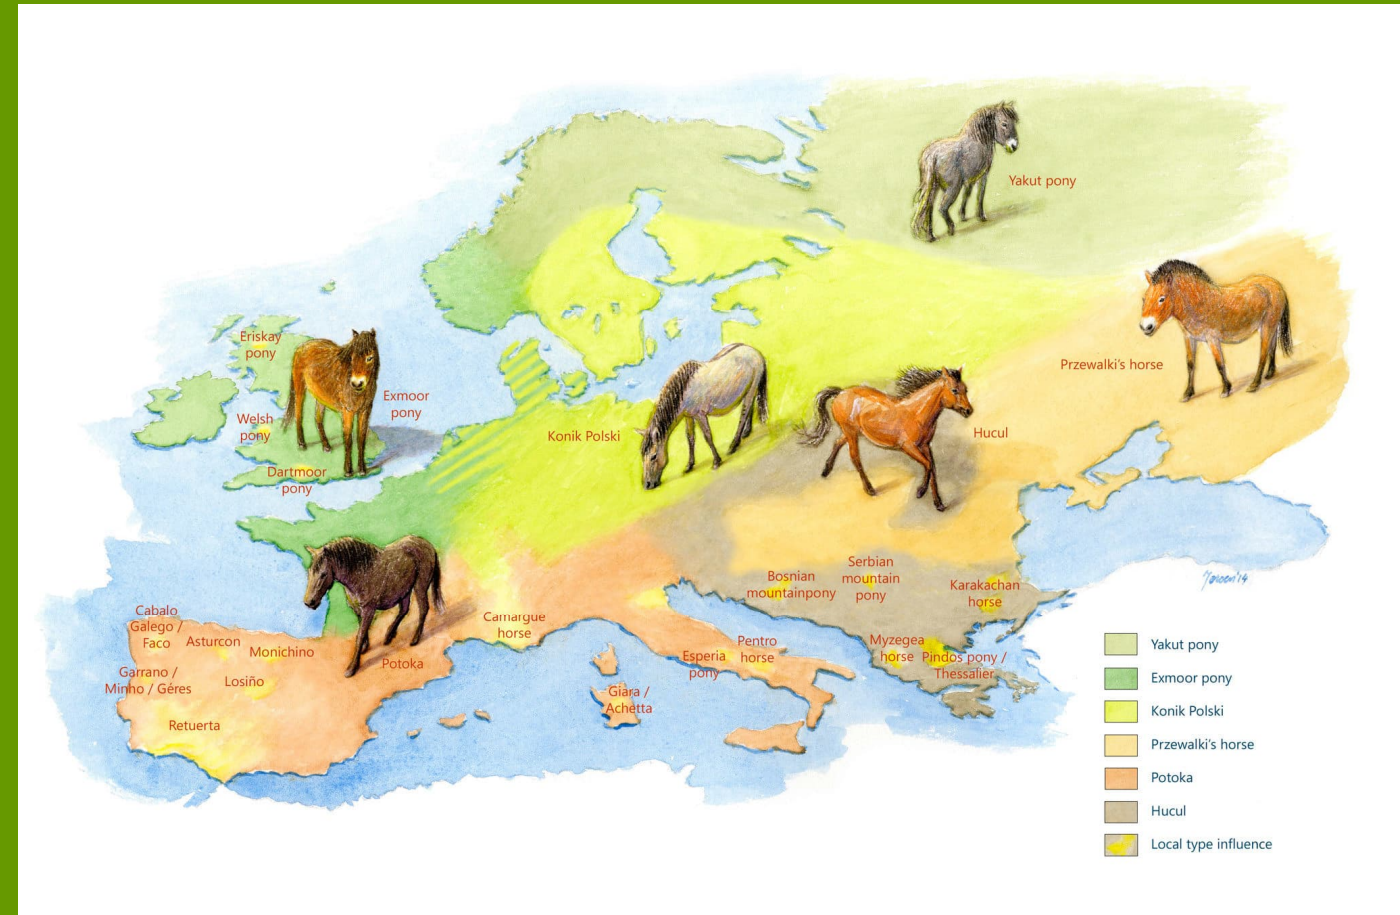 Yakut pony
Przewalki's horse
Eriskay
pony
Exmoor
pony
Welsh
pony
Dartmoor
pony
Konik Polski
Hucul
Bosnian
mountainpony
Serbian
mountain
pony
Karakachan
horse
Cabalo
Galego /
Faco
Asturcon
Monichino
Camargue
horse
Potoka
Garrano /
Minho / Géres
Losiño
Retuerta
Giara /
Achetta
Esperia
pony
Pentro
horse
Myzegea
horse
Pindos pony /
Thessalier
Yakut pony
Exmoor pony
Konik Polski
Przewalki's horse
Potoka
Hucul
Local type influence